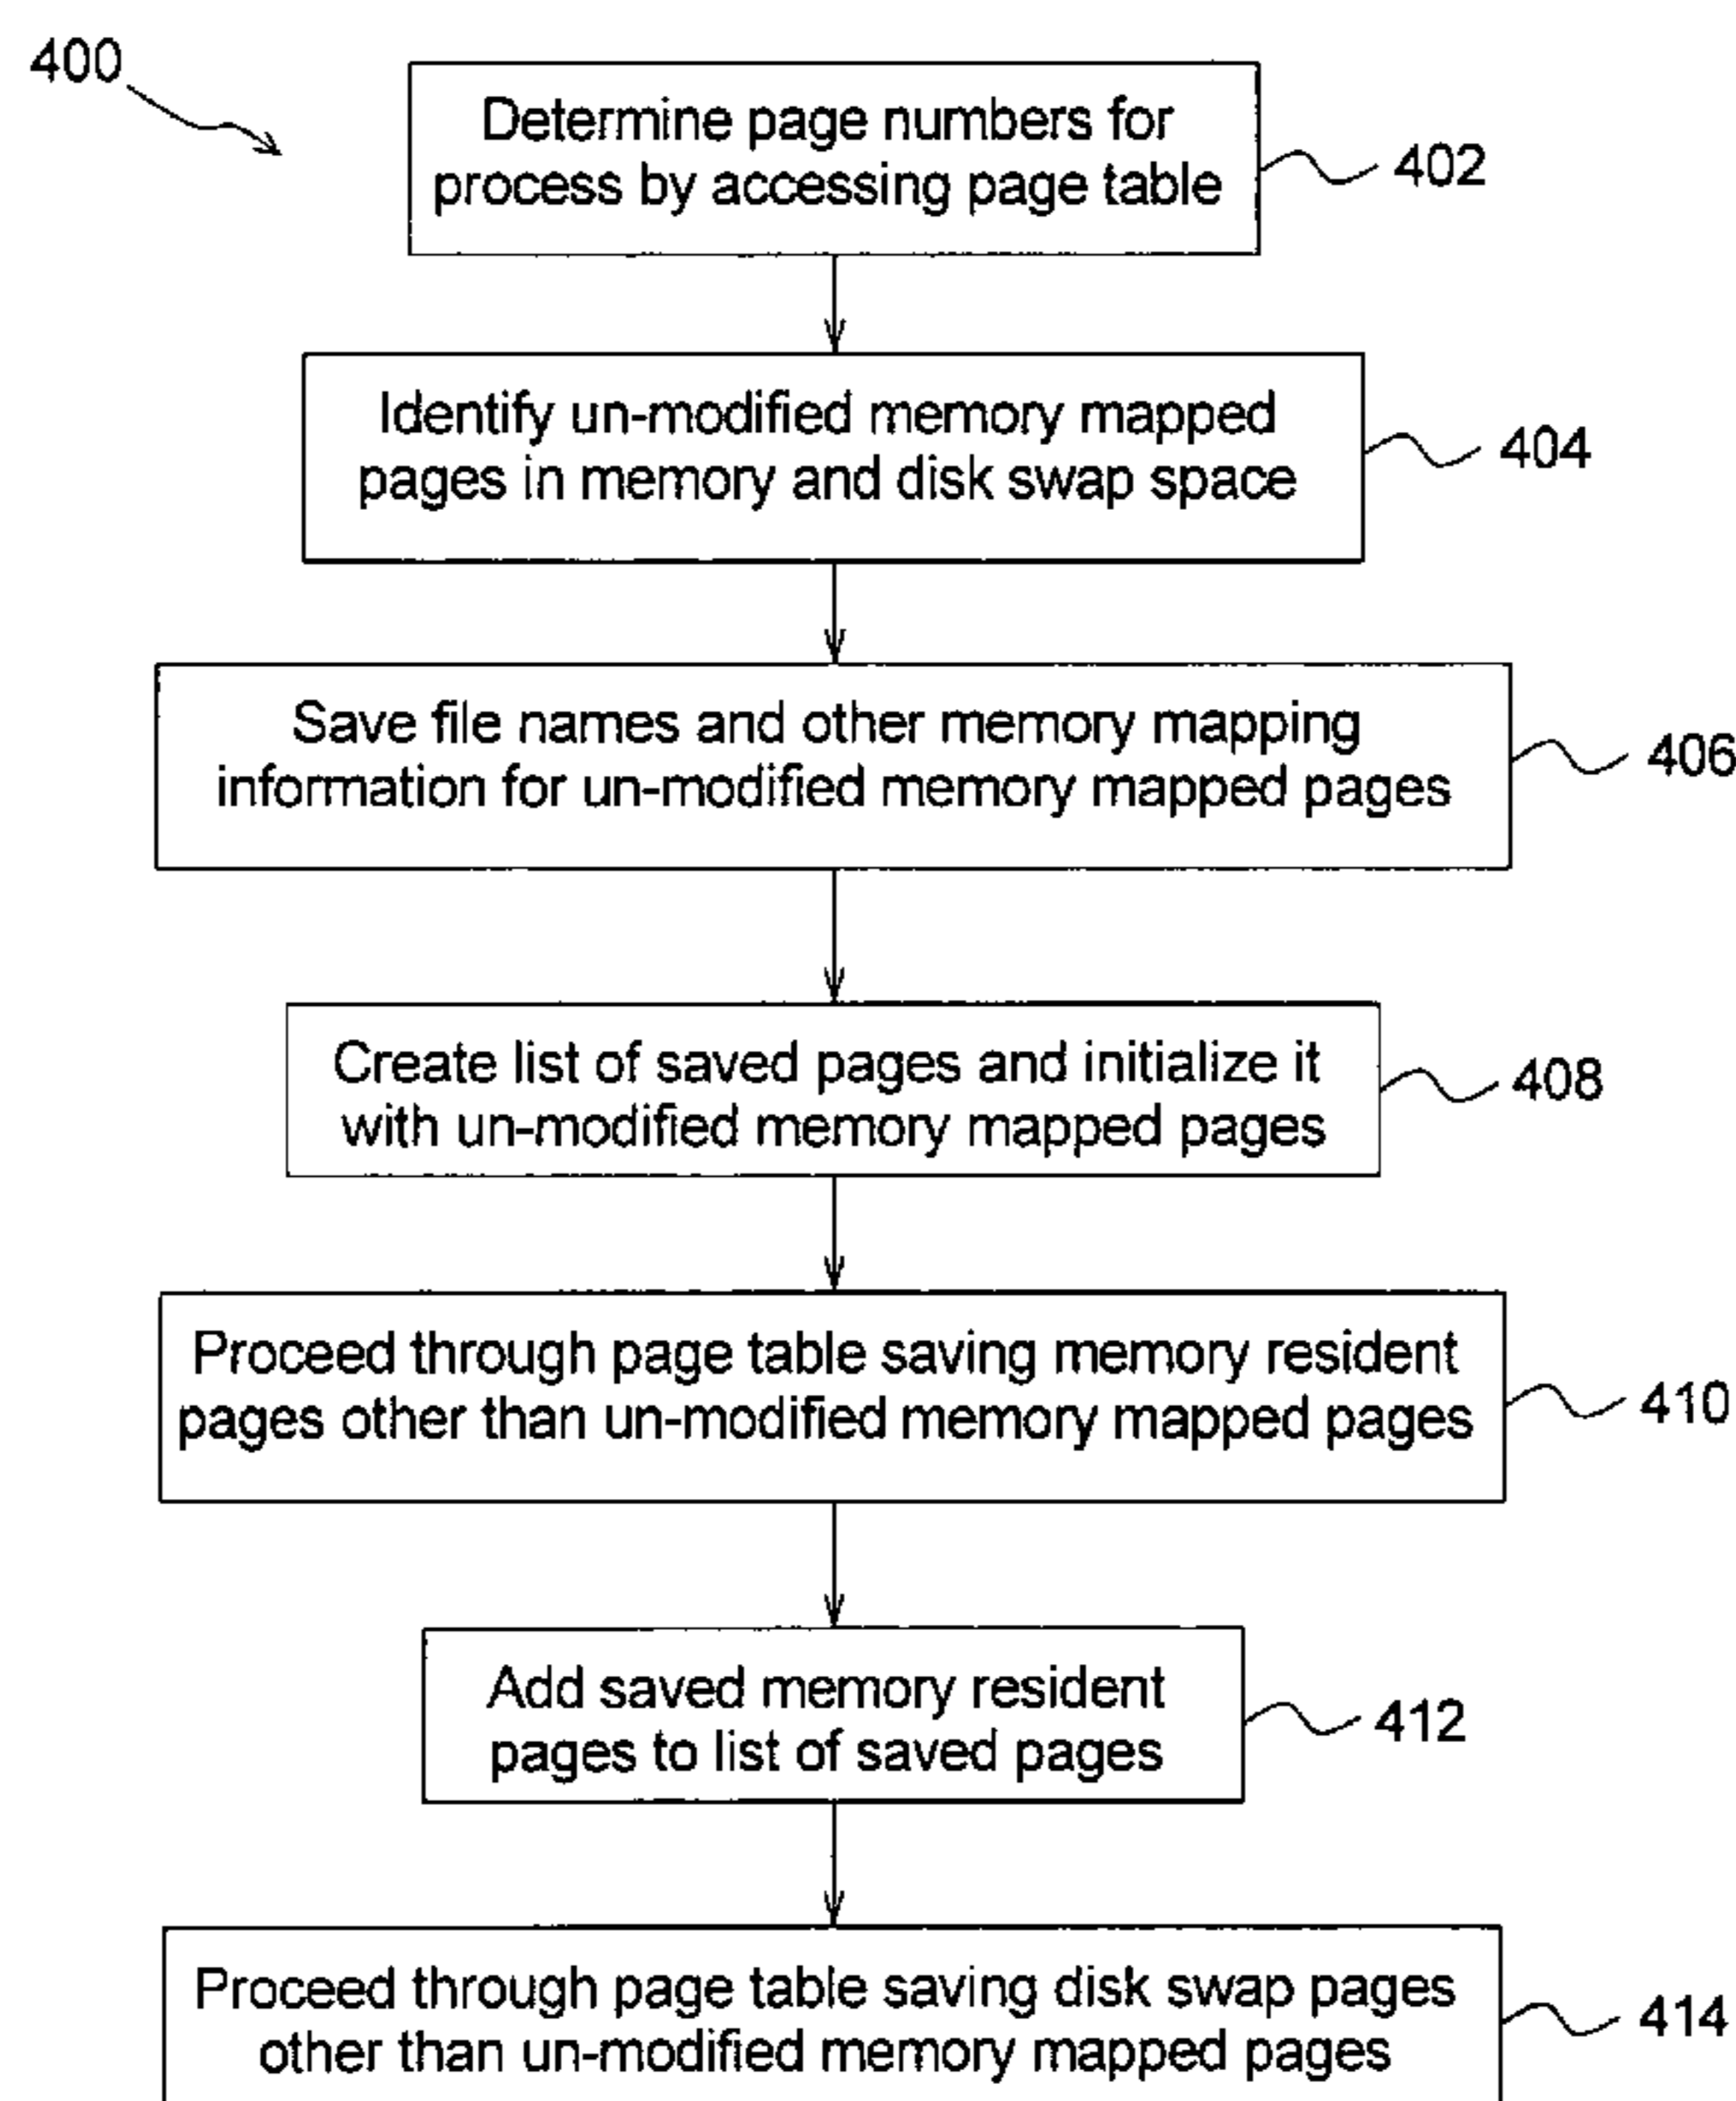 400
Determine page numbers for
process by accessing page table
402
Identify un-modified memory mapped
pages in memory and disk swap space
404
Save file names and other memory mapping
information for un-modified memory mapped pages
406
Create list of saved pages and initialize it
with un-modified memory mapped pages
408
Proceed through page table saving memory resident
pages other than un-modified memory mapped pages
410
Add saved memory resident
pages to list of saved pages
412
Proceed through page table saving disk swap pages
other than un-modified memory mapped pages
414